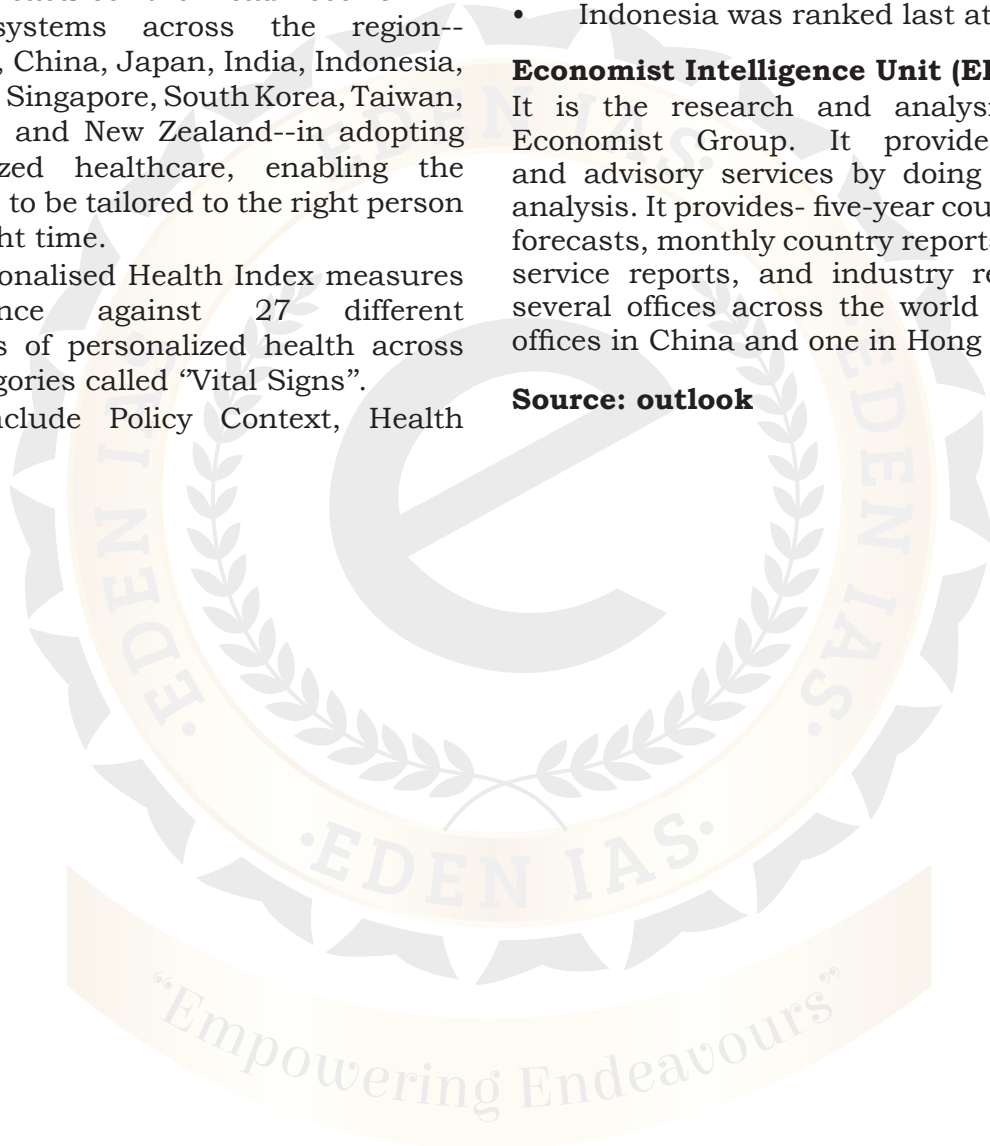 systems across the region--
, China, Japan, India, Indonesia,
Singapore, South Korea, Taiwan,
and New Zealand--in adopting
zed healthcare, enabling the
to be tailored to the right person
ht time.
onalised Health Index measures
nce against 27 different
s of personalized health across
gories called “Vital Signs”.
nclude Policy Context, Health
• Indonesia was ranked last at
Economist Intelligence Unit (EI
It is the research and analysi
Economist Group. It provide
and advisory services by doing
analysis. It provides- five-year cou
forecasts, monthly country report
service reports, and industry re
several offices across the world
offices in China and one in Hong
Source: outlook
EDEN IAS
·EDEN IAS·
·EDEN IAS·
·EDEN IAS·
“Empowering Endeavours”